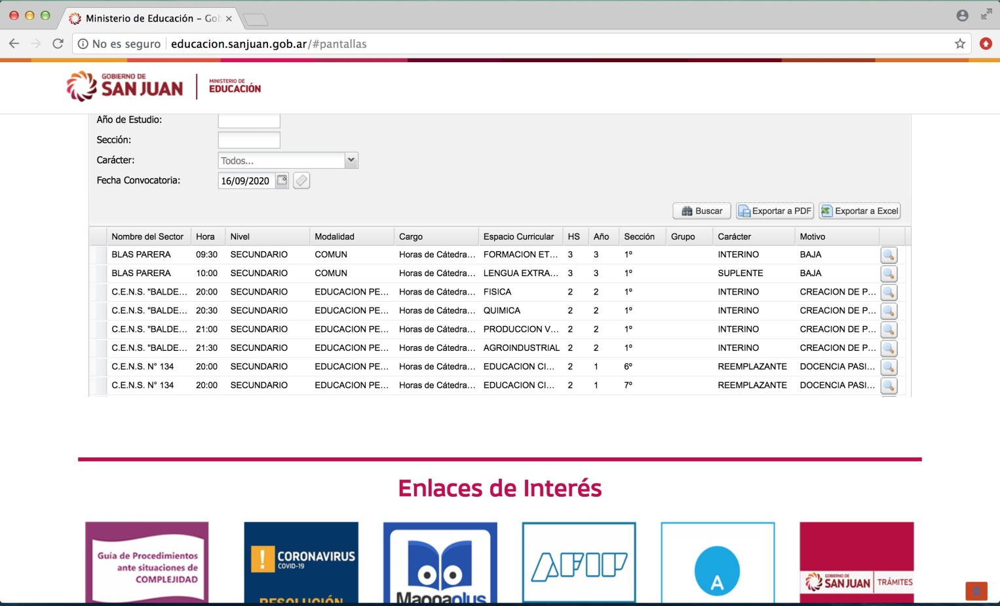 Ministerio de Educación – Gob
No es seguro educacion.sanjuan.gob.ar/#pantallas
GOBIERNO DE
SAN JUAN
MINISTERIO DE
EDUCACIÓN
Año de Estudio:
Sección:
Carácter: Todos...
Fecha Convocatoria: 16/09/2020
Buscar Exportar a PDF Exportar a Excel
Nombre del Sector Hora Nivel Modalidad Cargo Espacio Curricular HS Año Sección Grupo Carácter Motivo
BLAS PARERA 09:30 SECUNDARIO COMUN Horas de Cátedra... FORMACION ET... 3 3 1º INTERINO BAJA
BLAS PARERA 10:00 SECUNDARIO COMUN Horas de Cátedra... LENGUA EXTRA... 3 3 1º SUPLENTE BAJA
C.E.N.S. "BALDE... 20:00 SECUNDARIO EDUCACION PE... Horas de Cátedra... FISICA 2 2 1º INTERINO CREACION DE P...
C.E.N.S. "BALDE... 20:30 SECUNDARIO EDUCACION PE... Horas de Cátedra... QUIMICA 2 2 1º INTERINO CREACION DE P...
C.E.N.S. "BALDE... 21:00 SECUNDARIO EDUCACION PE... Horas de Cátedra... PRODUCCION V... 2 2 1º INTERINO CREACION DE P...
C.E.N.S. "BALDE... 21:30 SECUNDARIO EDUCACION PE... Horas de Cátedra... AGROINDUSTRIAL 2 2 1º INTERINO CREACION DE P...
C.E.N.S. N° 134 20:00 SECUNDARIO EDUCACION PE... Horas de Cátedra... EDUCACION CI... 2 1 6º REEMPLAZANTE DOCENCIA PASI...
C.E.N.S. N° 134 20:00 SECUNDARIO EDUCACION PE... Horas de Cátedra... EDUCACION CI... 2 1 7º REEMPLAZANTE DOCENCIA PASI...
Enlaces de Interés
Guía de Procedimientos
ante situaciones de
COMPLEJIDAD
! CORONAVIRUS
COVID-19
RESOLUCIÓN
Mappaplus
AFIP
A
GOBIERNO DE
SAN JUAN TRÁMITES